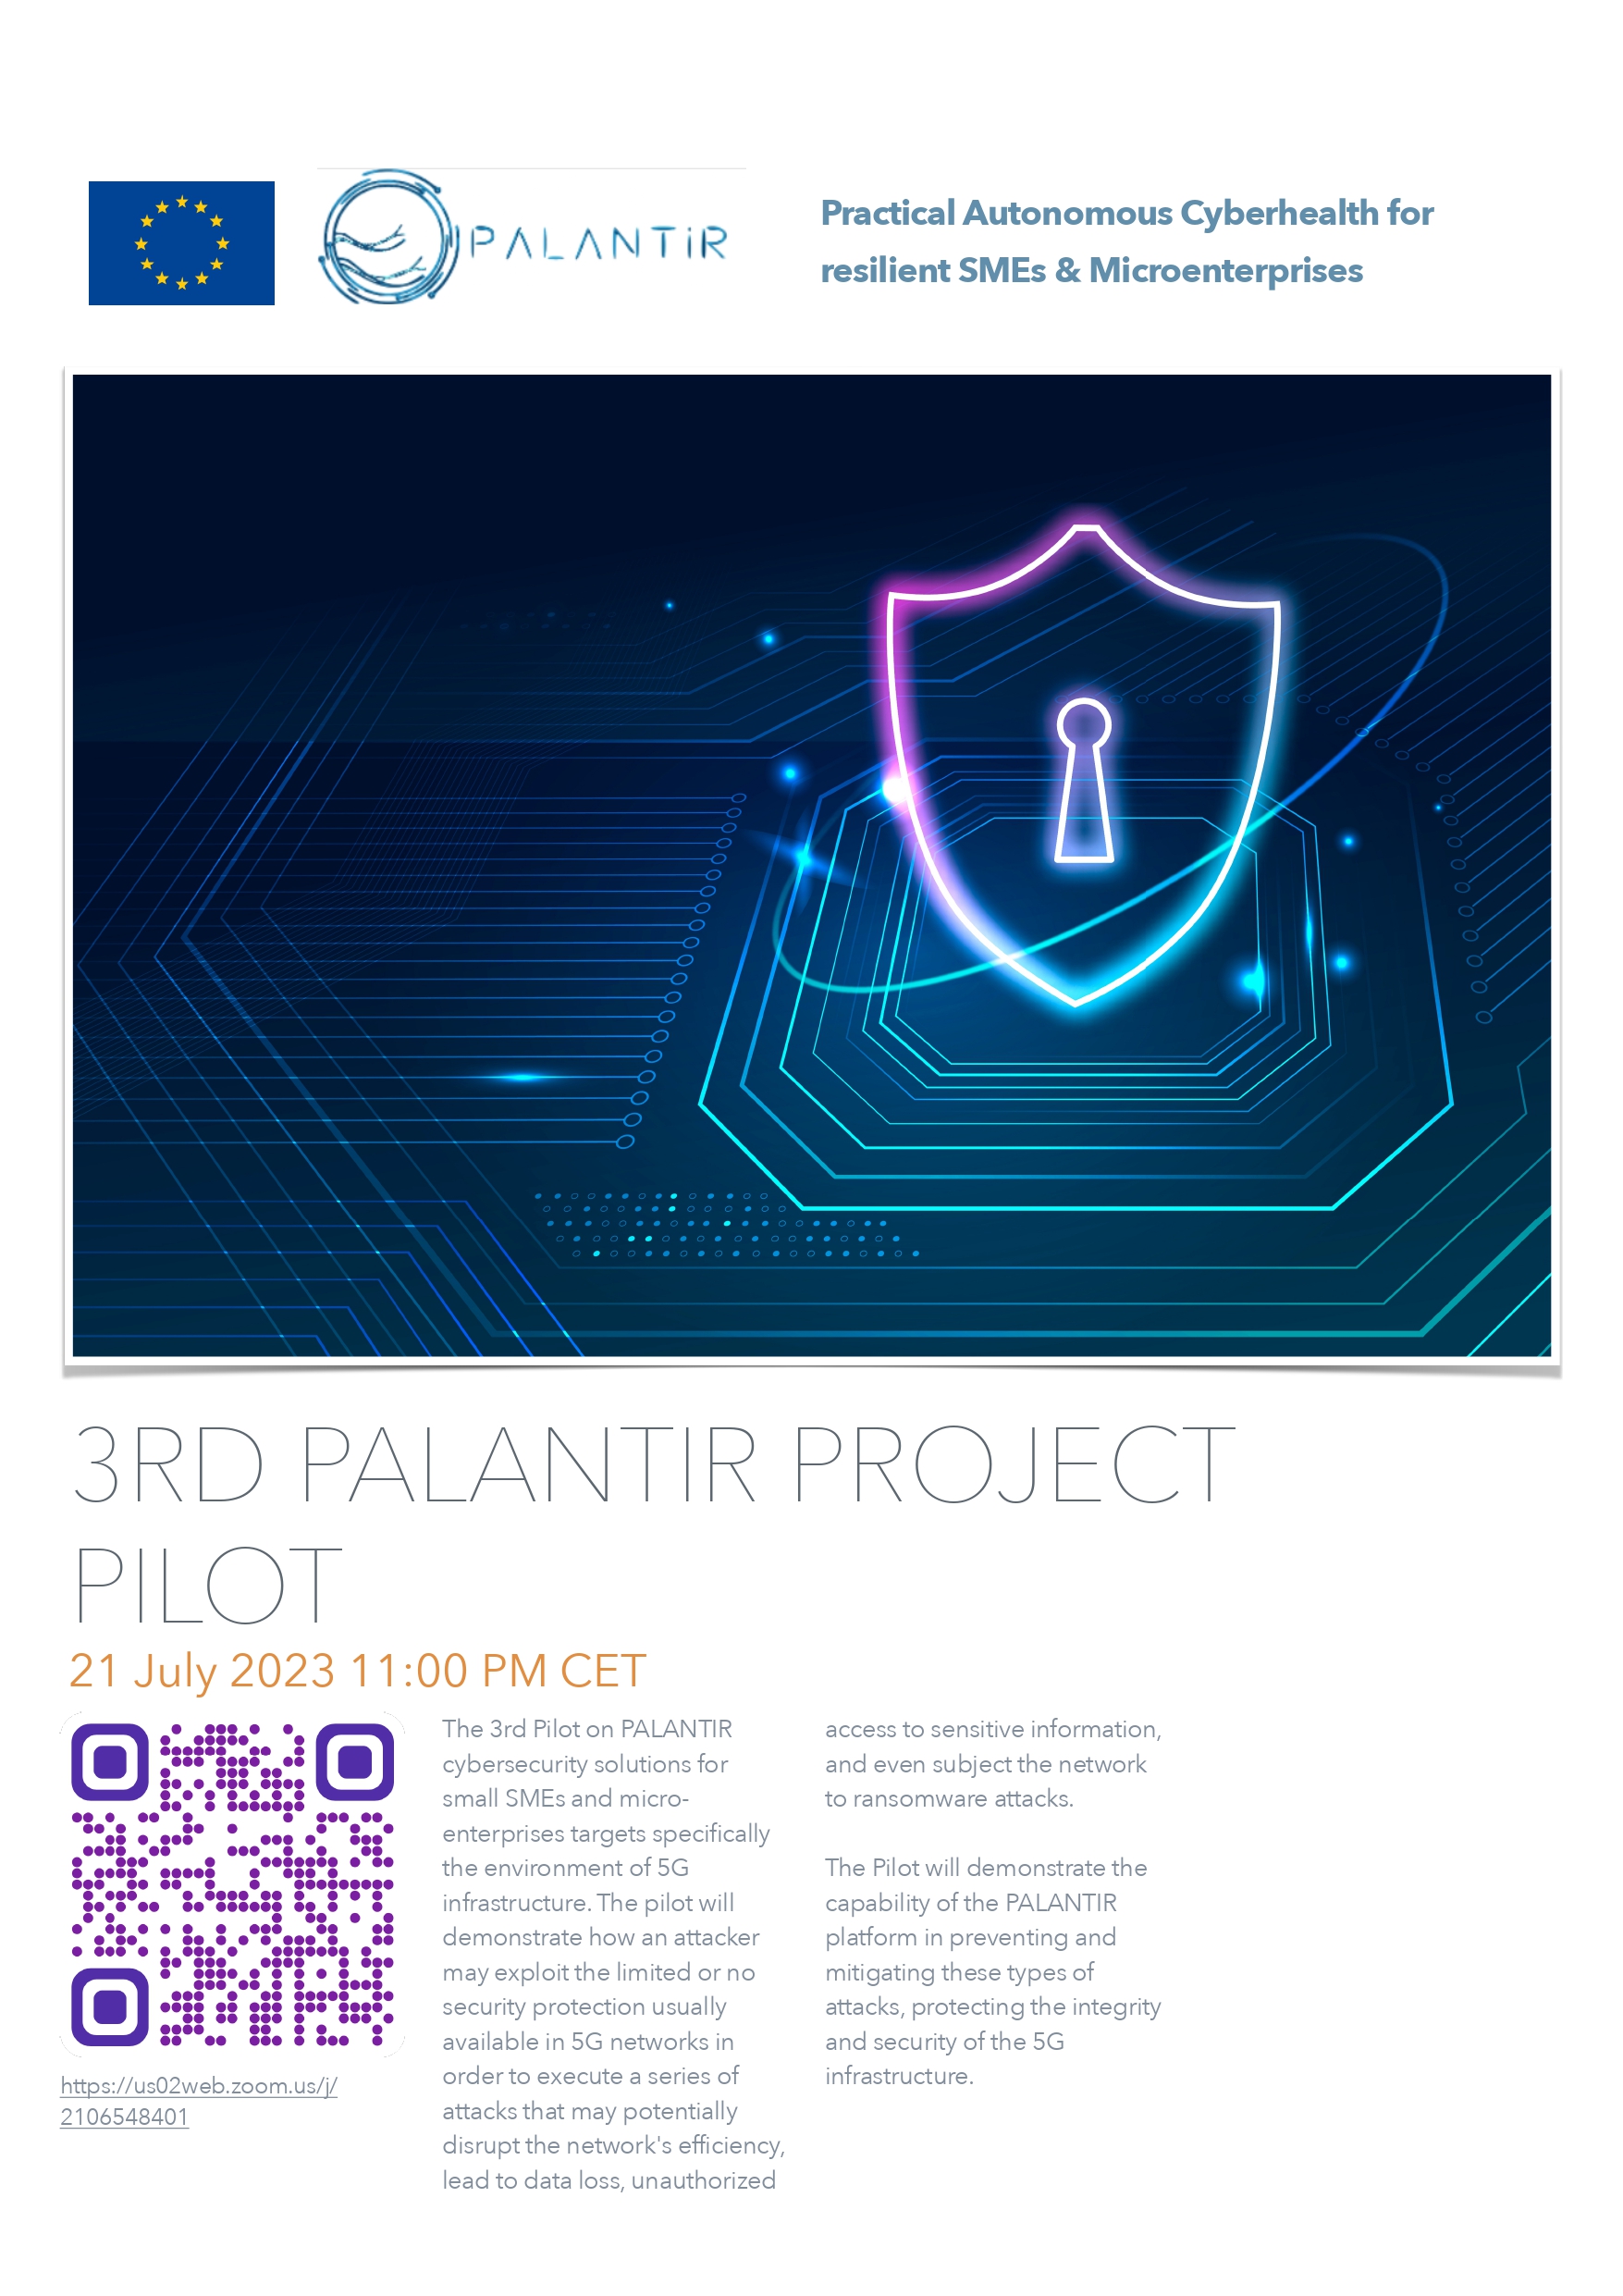 PALANTiR
Practical Autonomous Cyberhealth for
resilient SMEs & Microenterprises
3RD PALANTIR PROJECT
PILOT
21 July 2023 11:00 PM CET
https://us02web.zoom.us/j/
2106548401
The 3rd Pilot on PALANTIR
cybersecurity solutions for
small SMEs and micro-
enterprises targets specifically
the environment of 5G
infrastructure. The pilot will
demonstrate how an attacker
may exploit the limited or no
security protection usually
available in 5G networks in
order to execute a series of
attacks that may potentially
disrupt the network's efficiency,
lead to data loss, unauthorized
access to sensitive information,
and even subject the network
to ransomware attacks.
The Pilot will demonstrate the
capability of the PALANTIR
platform in preventing and
mitigating these types of
attacks, protecting the integrity
and security of the 5G
infrastructure.